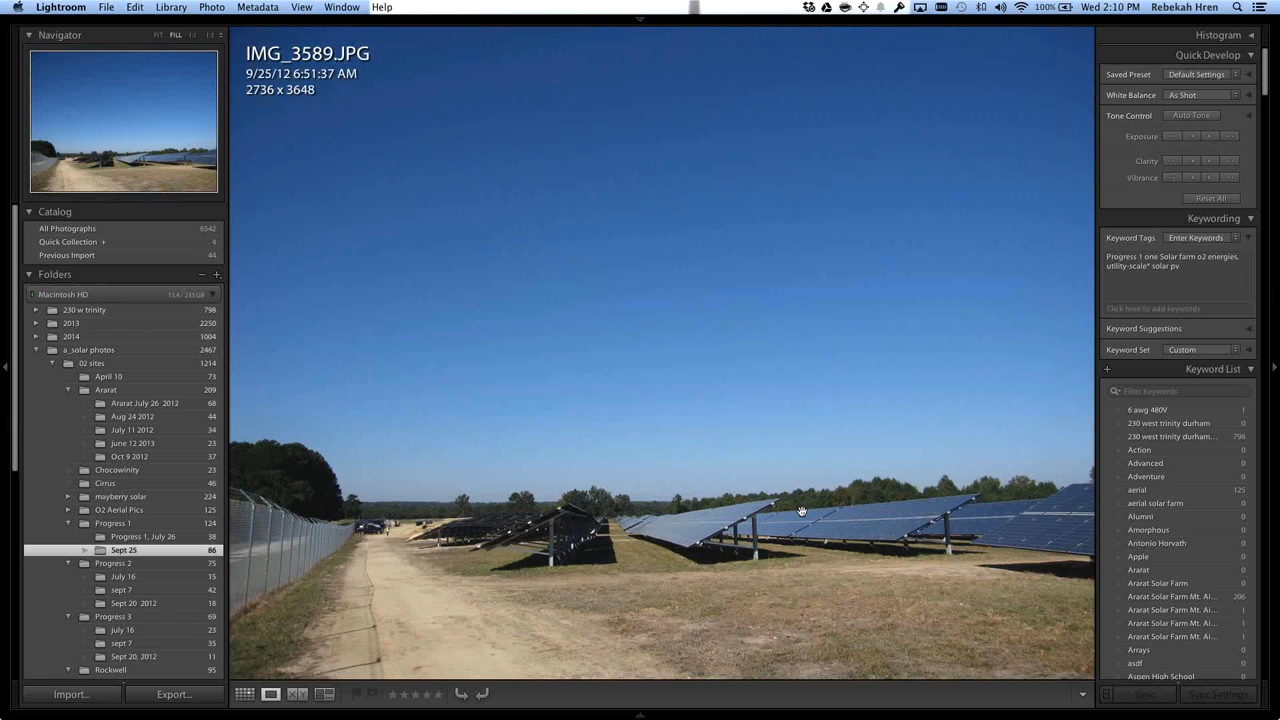 Lightroom File Edit Library Photo Metadata View Window Help 100% Wed 2:10 PM Rebekah Hren
Navigator FIT FILL 1:1 1:1
Catalog
All Photographs 6542
Quick Collection + 4
Previous Import 44
Folders
Macintosh HD 13.4 / 233 GB
230 w trinity 798
2013 2250
2014 1004
a_solar photos 2467
02 sites 1214
April 10 73
Ararat 209
Ararat July 26 2012 68
Aug 24 2012 44
July 11 2012 34
june 12 2013 23
Oct 9 2012 37
Chocowinity 23
Cirrus 46
mayberry solar 224
O2 Aerial Pics 125
Progress 1 124
Progress 1, July 26 38
Sept 25 86
Progress 2 75
July 16 15
sept 7 42
Sept 20 2012 18
Progress 3 69
july 16 23
sept 7 35
Sept 20, 2012 11
Rockwell 95
Import... Export...
IMG_3589.JPG
9/25/12 6:51:37 AM
2736 x 3648
XY
Histogram
Quick Develop
Saved Preset Default Settings
White Balance As Shot
Tone Control Auto Tone
Exposure
Clarity
Vibrance
Reset All
Keywording
Keyword Tags Enter Keywords
Progress 1 one Solar farm o2 energies,
utility-scale* solar pv
Click here to add keywords
Keyword Suggestions
Keyword Set Custom
+ Keyword List
Filter Keywords
6 awg 480V 1
230 west trinity durham 0
230 west trinity durham... 798
Action 0
Advanced 0
Adventure 0
aerial 125
aerial solar farm 0
Alumni 0
Amorphous 0
Antonio Horvath 0
Apple 0
Ararat 0
Ararat Solar Farm 0
Ararat Solar Farm Mt. Ai... 206
Ararat Solar Farm Mt. Ai... 1
Ararat Solar Farm Mt. Ai... 1
Ararat Solar Farm Mt. Ai... 1
Arrays 0
asdf 0
Aspen High School 0
Sync Sync Settings